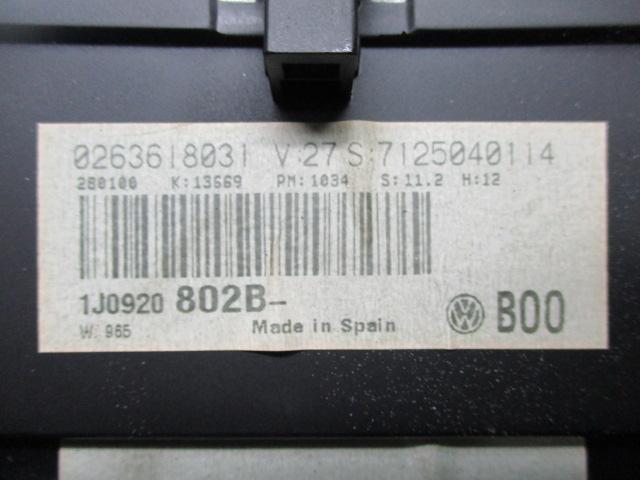 0263618031 V:27 S:7125040114
280100 K:13569 PM:1034 S:11.2 H:12
1J0920 802B-
W. 965 Made in Spain B00